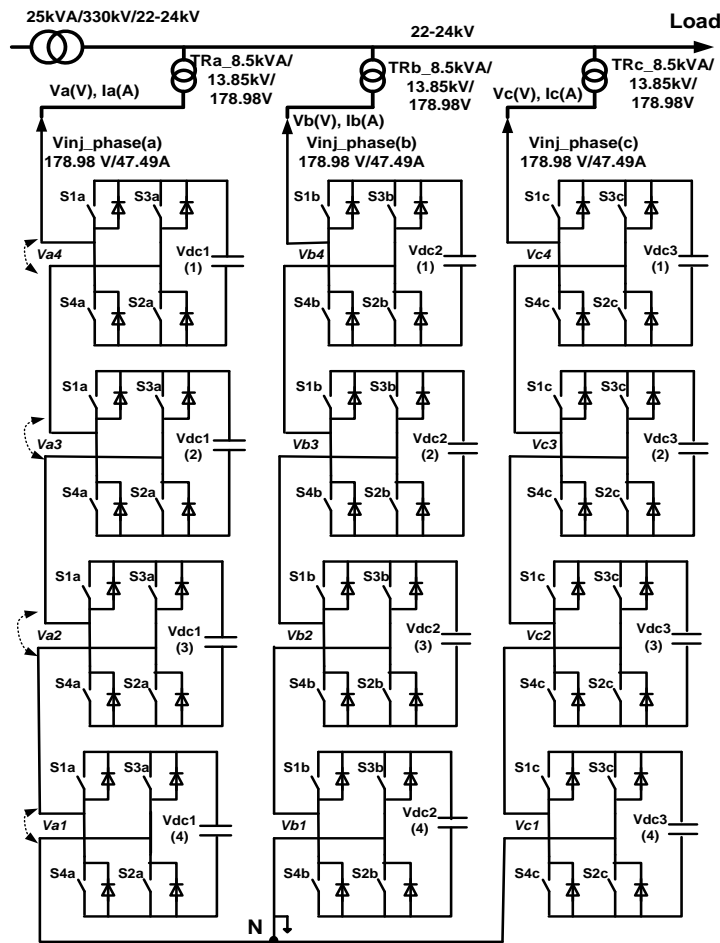 25kVA/330kV/22-24kV
Load
22-24kV
TRa_8.5kVA/
13.85kV/
178.98V
TRb_8.5kVA/
13.85kV/
178.98V
TRc_8.5kVA/
13.85kV/
178.98V
Va(V), Ia(A)
Vb(V), Ib(A)
Vc(V), Ic(A)
Vinj_phase(a)
178.98 V/47.49A
Vinj_phase(b)
178.98 V/47.49A
Vinj_phase(c)
178.98 V/47.49A
S1a
S3a
Va4
Vdc1
(1)
S4a
S2a
S1b
S3b
Vb4
Vdc2
(1)
S4b
S2b
S1c
S3c
Vc4
Vdc3
(1)
S4c
S2c
S1a
S3a
Va3
Vdc1
(2)
S4a
S2a
S1b
S3b
Vb3
Vdc2
(2)
S4b
S2b
S1c
S3c
Vc3
Vdc3
(2)
S4c
S2c
S1a
S3a
Va2
Vdc1
(3)
S4a
S2a
S1b
S3b
Vb2
Vdc2
(3)
S4b
S2b
S1c
S3c
Vc2
Vdc3
(3)
S4c
S2c
S1a
S3a
Va1
Vdc1
(4)
S4a
S2a
S1b
S3b
Vb1
Vdc2
(4)
S4b
S2b
S1c
S3c
Vc1
Vdc3
(4)
S4c
S2c
N